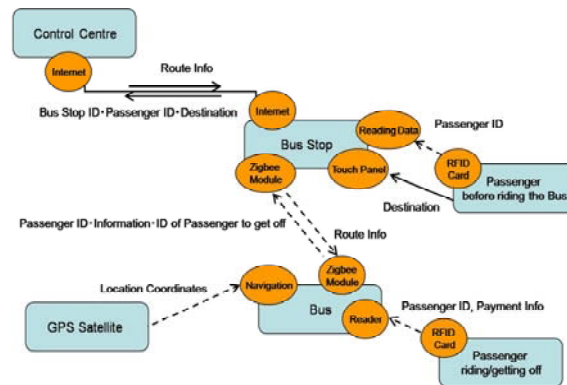 Control Centre
Internet
Route Info
Bus Stop ID・Passenger ID・Destination
Internet
Reading Data
Passenger ID
Bus Stop
Zigbee
Module
Touch Panel
RFID
Card
Passenger
before riding the Bus
Destination
Passenger ID・Information・ID of Passenger to get off
Route Info
Zigbee
Module
Location Coordinates
Navigation
Passenger ID, Payment Info
GPS Satellite
Bus
Reader
RFID
Card
Passenger
riding/getting off